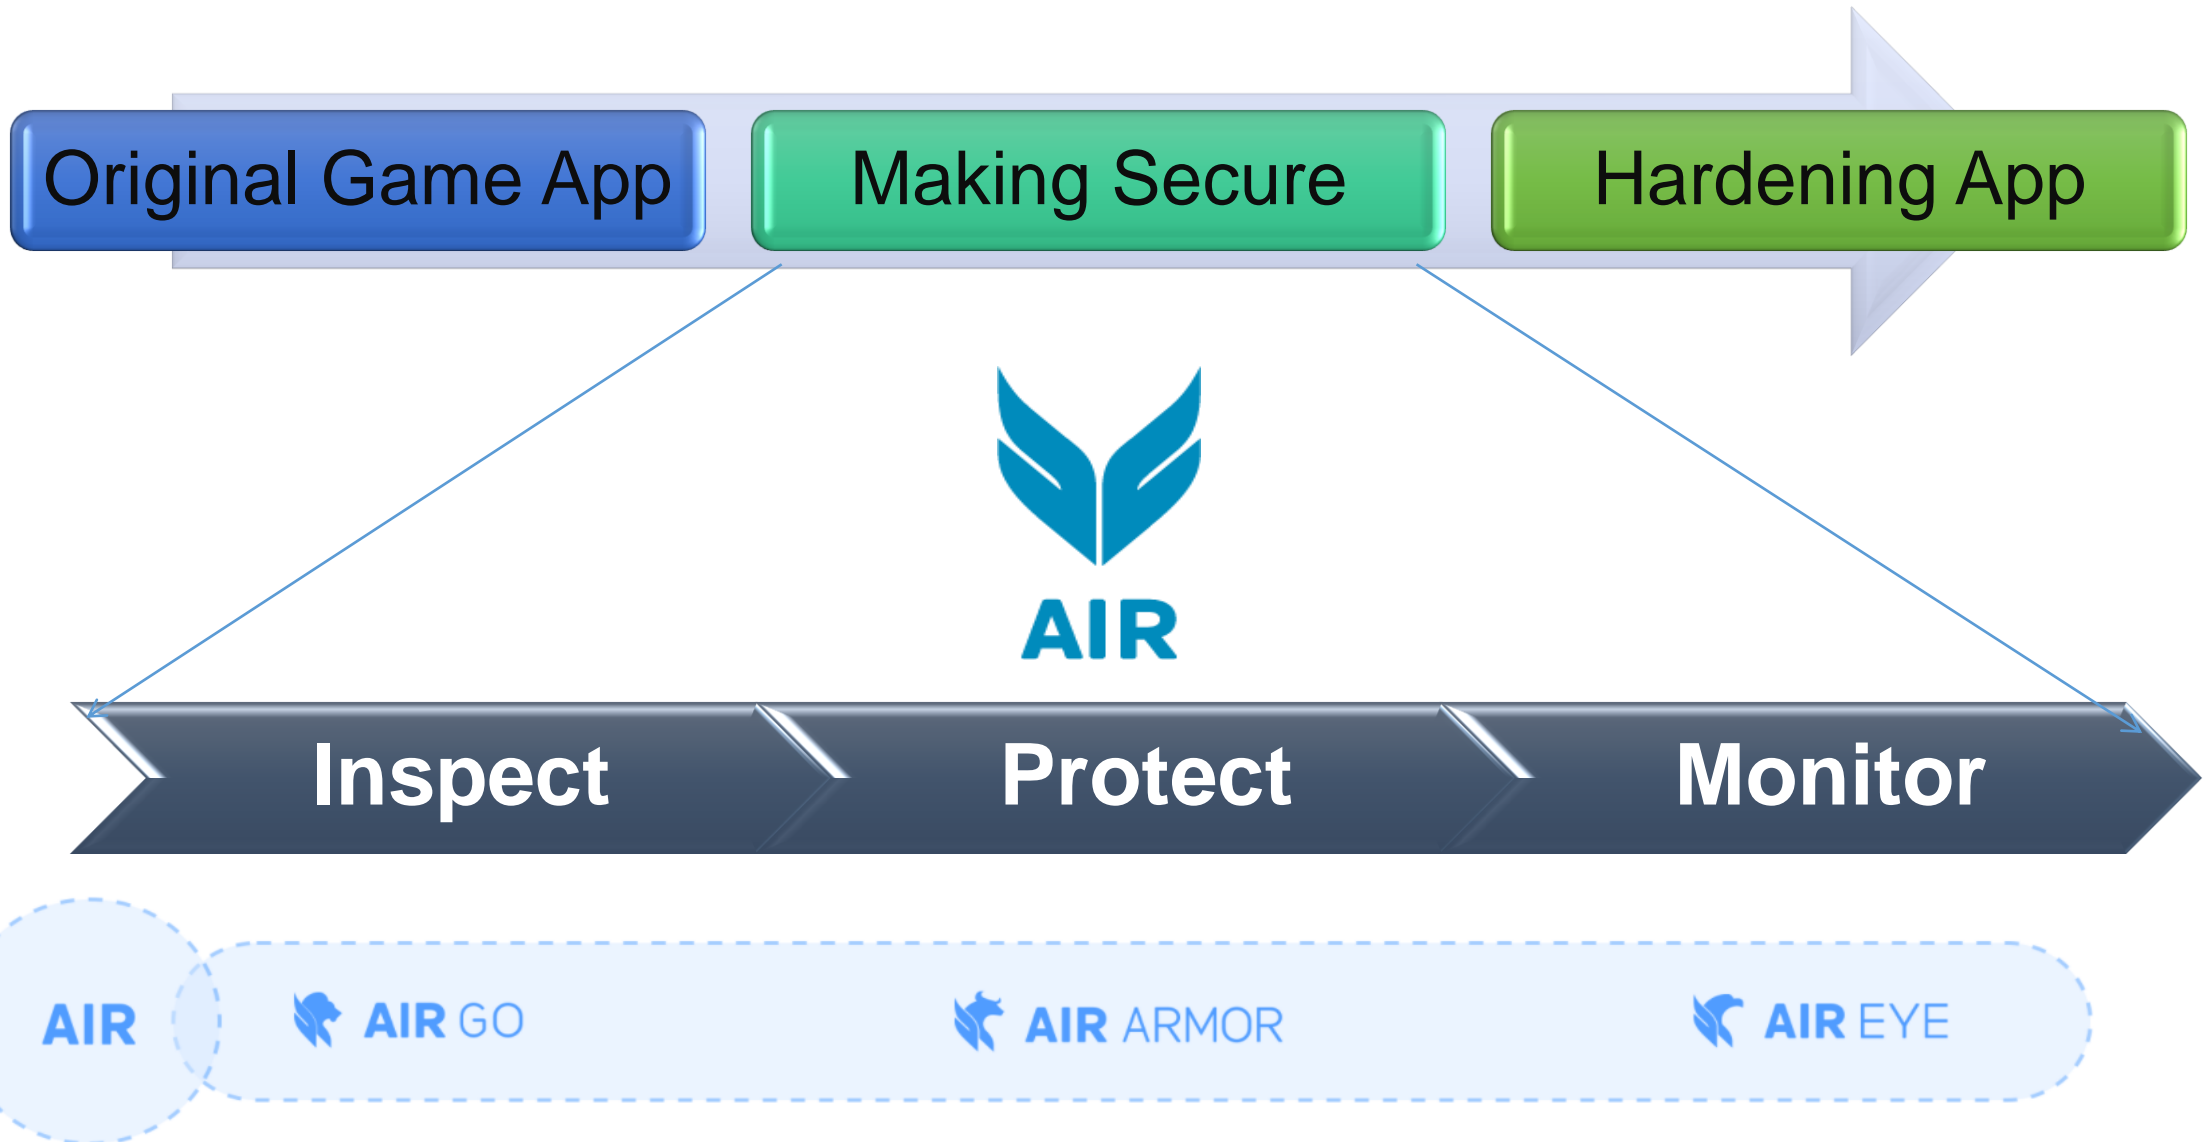 Original Game App
Making Secure
Hardening App
AIR
Inspect
Protect
Monitor
AIR
AIR GO
AIR ARMOR
AIR EYE